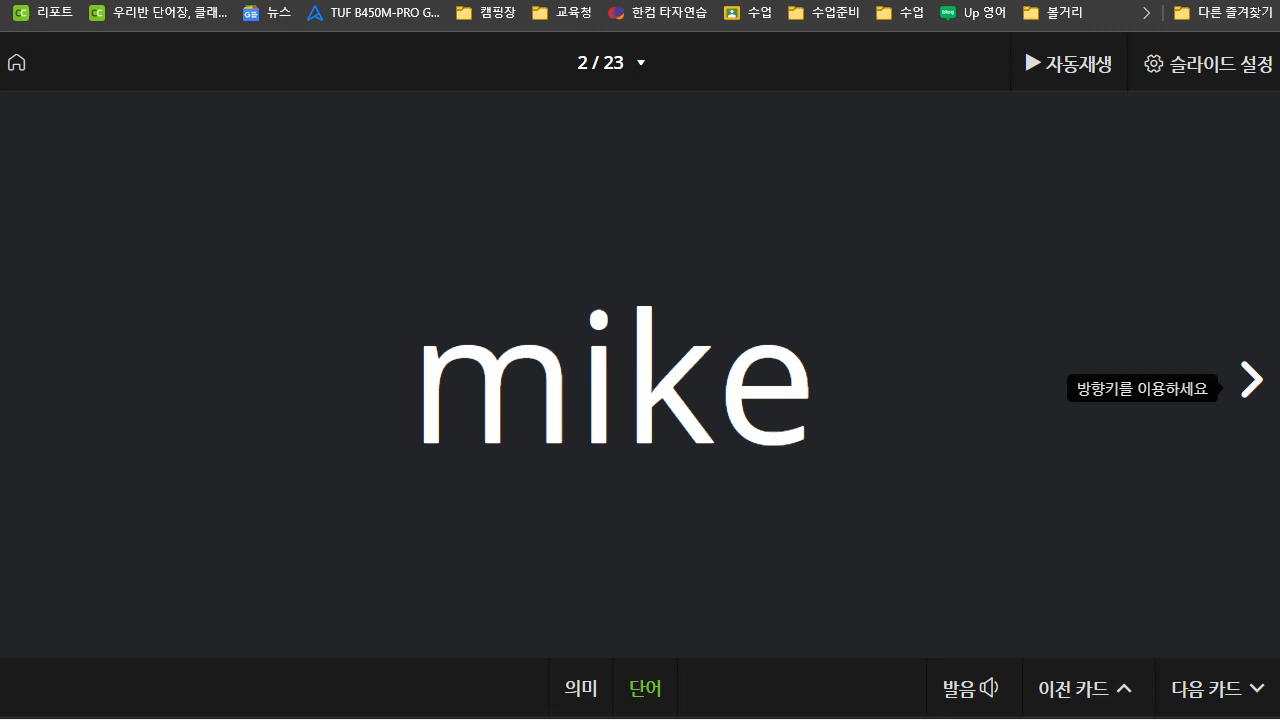 리포트 우리반 단어장, 클래... 뉴스 TUF B450M-PRO G... 캠핑장 교육청 한컴 타자연습 수업 수업준비 수업 Up 영어 볼거리 다른 즐겨찾기
2 / 23 자동재생 슬라이드 설정
mike
방향키를 이용하세요
의미 단어 발음 이전 카드 다음 카드